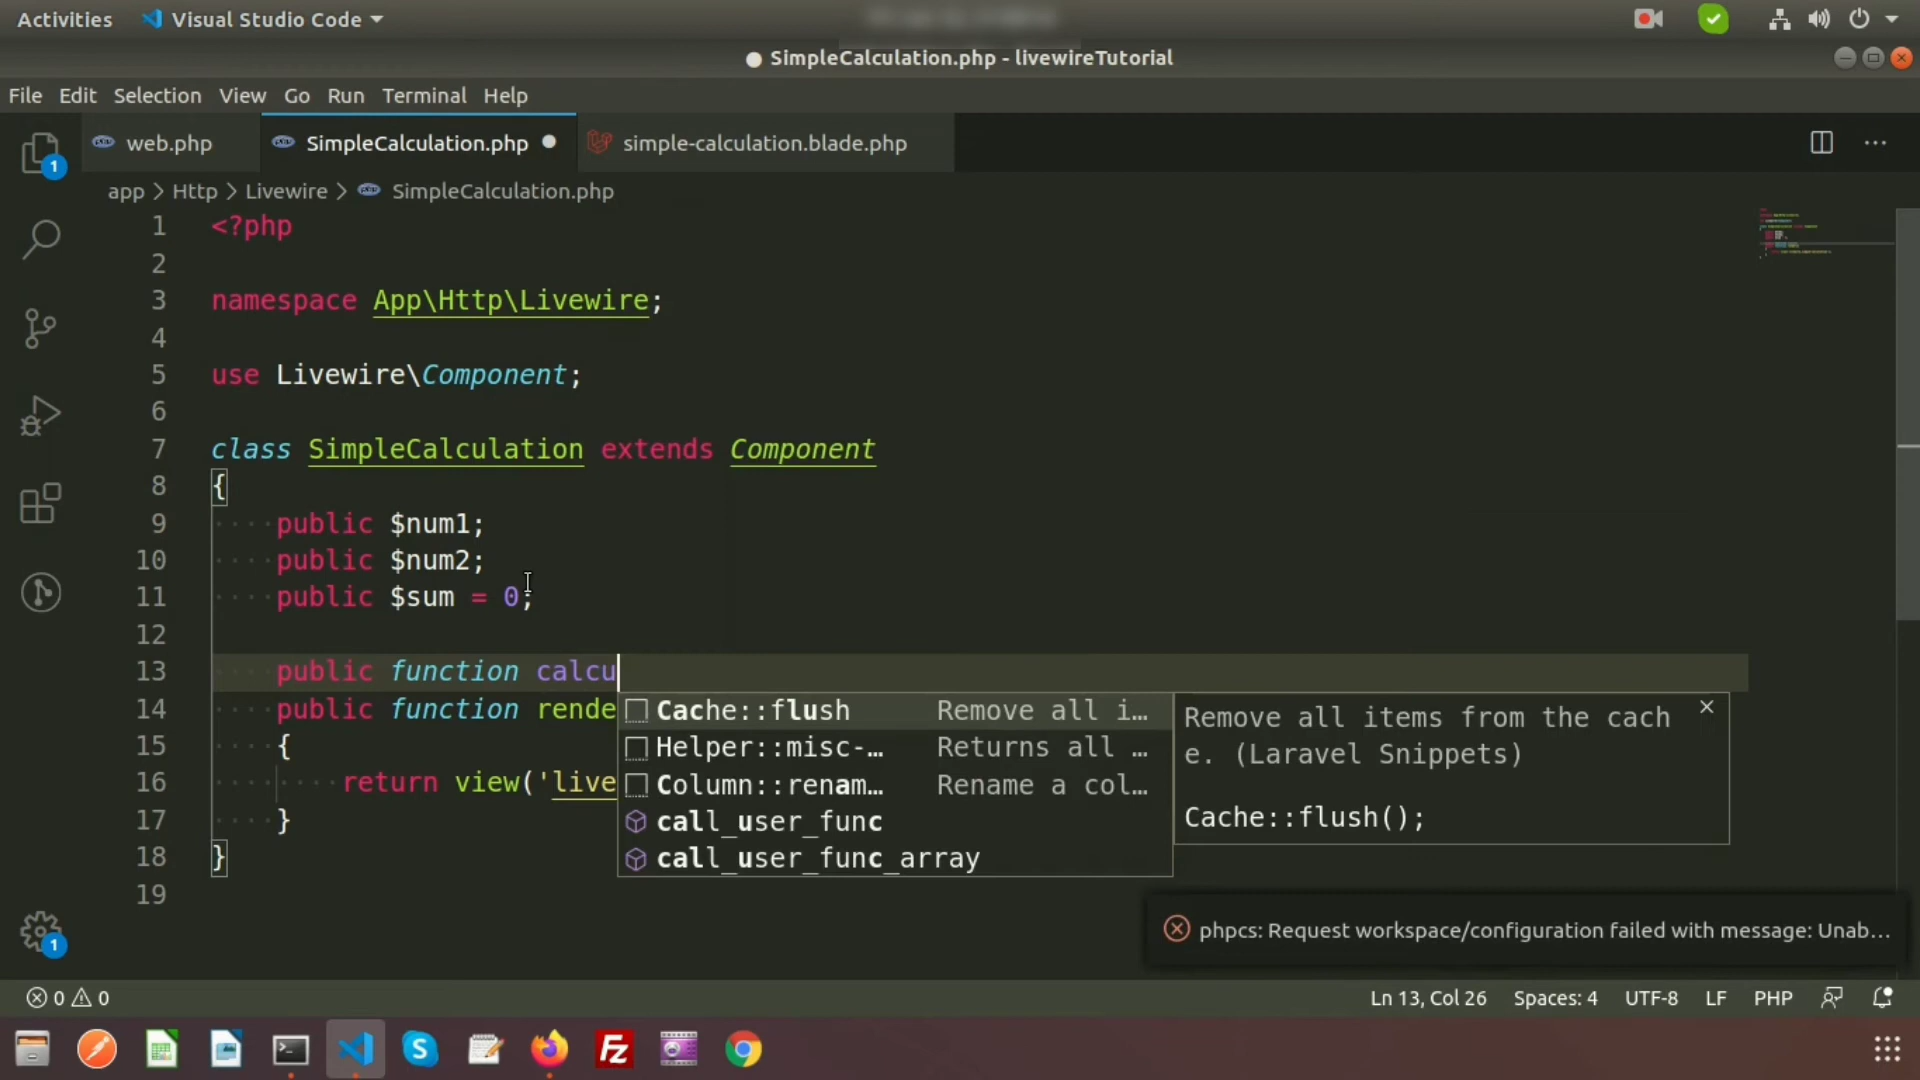 Activities Visual Studio Code
SimpleCalculation.php - livewireTutorial
File Edit Selection View Go Run Terminal Help
web.php SimpleCalculation.php simple-calculation.blade.php
1
app > Http > Livewire > SimpleCalculation.php
1 <?php
2
3 namespace App\Http\Livewire;
4
5 use Livewire\Component;
6
7 class SimpleCalculation extends Component
8 {
9 public $num1;
10 public $num2;
11 public $sum = 0;
12
13 public function calcu
14 public function rende
15 {
16 return view('live
17 }
18 }
19
Cache::flush Remove all i...
Helper::misc-... Returns all ...
Column::renam... Rename a col...
call_user_func
call_user_func_array
Remove all items from the cach
e. (Laravel Snippets)
Cache::flush();
1
phpcs: Request workspace/configuration failed with message: Unab...
0 0 Ln 13, Col 26 Spaces: 4 UTF-8 LF PHP
S
Fz